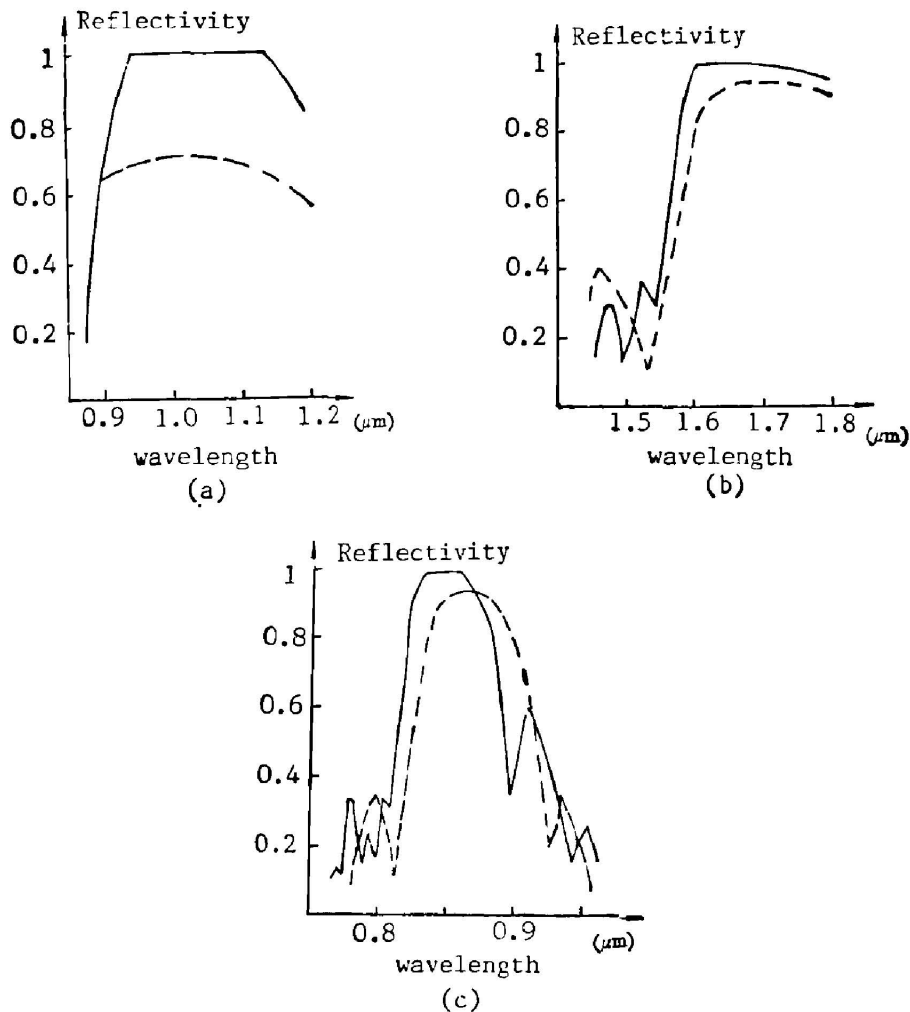 Reflectivity
1
0.8
0.6
0.4
0.2
0.9 1.0 1.1 1.2 (μm)
wavelength
(a)
Reflectivity
1
0.8
0.6
0.4
0.2
1.5 1.6 1.7 1.8 (μm)
wavelength
(b)
Reflectivity
1
0.8
0.6
0.4
0.2
0.8 0.9 (μm)
wavelength
(c)